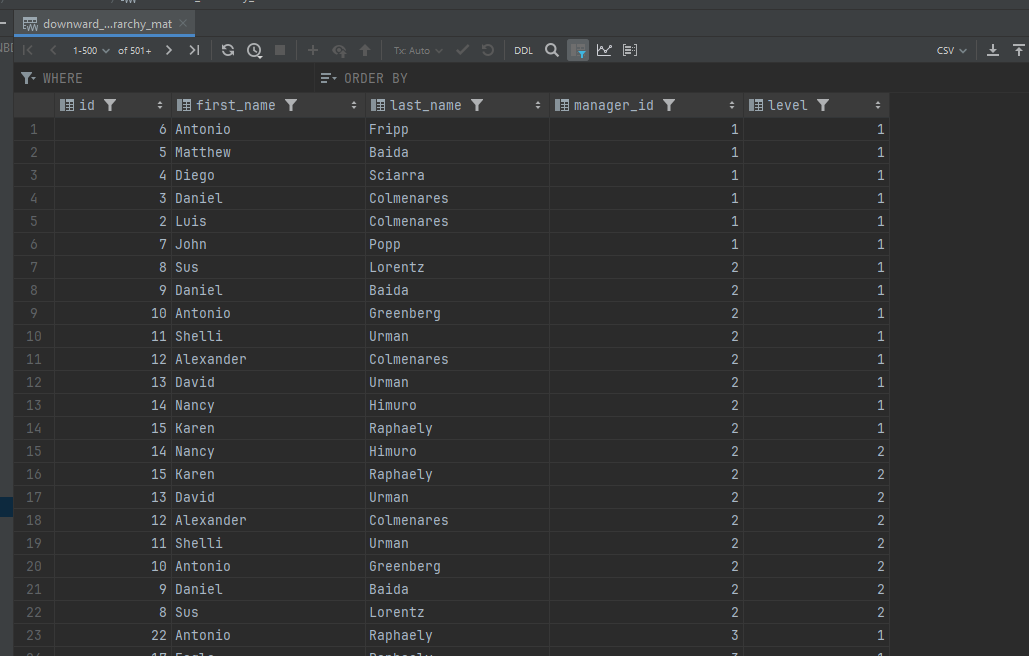 downward_...rarchy_mat
1-500 of 501+ Tx: Auto DDL CSV
WHERE ORDER BY
id first_name last_name manager_id level
1 6 Antonio Fripp 1 1
2 5 Matthew Baida 1 1
3 4 Diego Sciarra 1 1
4 3 Daniel Colmenares 1 1
5 2 Luis Colmenares 1 1
6 7 John Popp 1 1
7 8 Sus Lorentz 2 1
8 9 Daniel Baida 2 1
9 10 Antonio Greenberg 2 1
10 11 Shelli Urman 2 1
11 12 Alexander Colmenares 2 1
12 13 David Urman 2 1
13 14 Nancy Himuro 2 1
14 15 Karen Raphaely 2 1
15 14 Nancy Himuro 2 2
16 15 Karen Raphaely 2 2
17 13 David Urman 2 2
18 12 Alexander Colmenares 2 2
19 11 Shelli Urman 2 2
20 10 Antonio Greenberg 2 2
21 9 Daniel Baida 2 2
22 8 Sus Lorentz 2 2
23 22 Antonio Raphaely 3 1